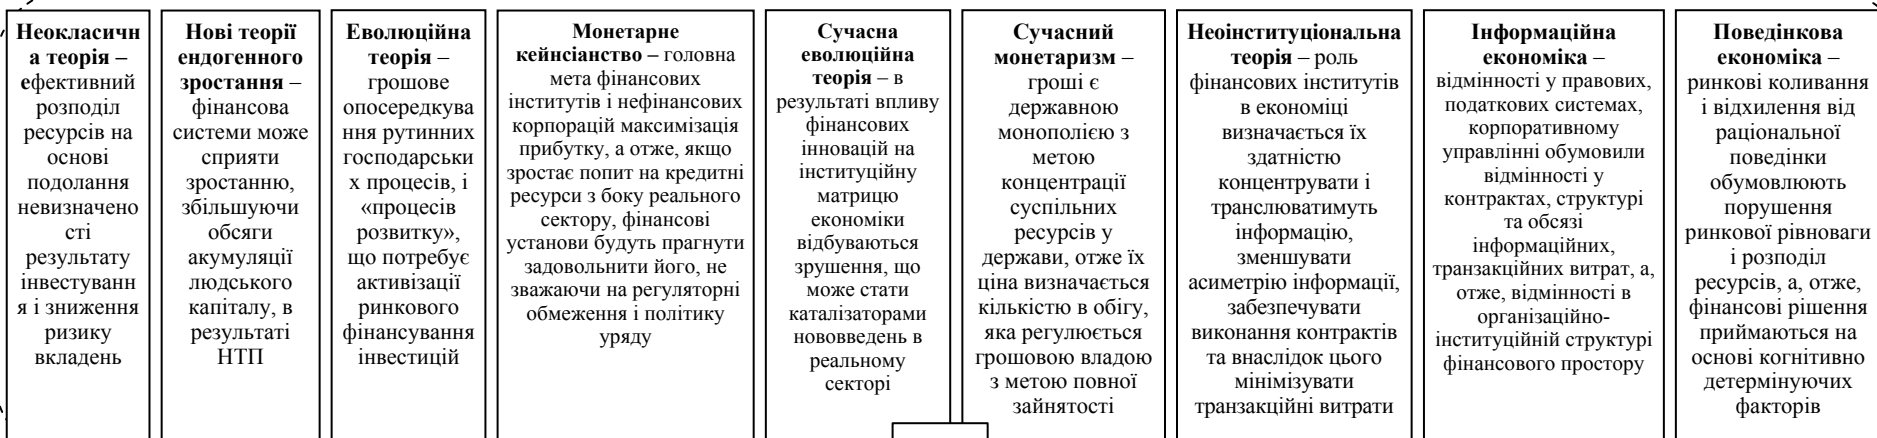 Неокласичн
а теорія –
ефективний
розподіл
ресурсів на
основі
подолання
невизначено
сті
результату
інвестуванн
я і зниження
ризику
вкладень
Нові теорії
ендогенного
зростання –
фінансова
системи може
сприяти
зростанню,
збільшуючи
обсяги
акумуляції
людського
капіталу, в
результаті
НТП
Еволюційна
теорія –
грошове
опосередкува
ння рутинних
господарськи
х процесів, і
«процесів
розвитку»,
що потребує
активізації
ринкового
фінансування
інвестицій
Монетарне
кейнсіанство – головна
мета фінансових
інститутів і нефінансових
корпорацій максимізація
прибутку, а отже, якщо
зростає попит на кредитні
ресурси з боку реального
сектору, фінансові
установи будуть прагнути
задовольнити його, не
зважаючи на регуляторні
обмеження і політику
уряду
Сучасна
еволюційна
теорія – в
результаті впливу
фінансових
інновацій на
інституційну
матрицю
економіки
відбуваються
зрушення, що
може стати
каталізаторами
нововведень в
реальному
секторі
Сучасний
монетаризм –
гроші є
державною
монополією з
метою
концентрації
суспільних
ресурсів у
держави, отже їх
ціна визначається
кількістю в обігу,
яка регулюється
грошовою владою
з метою повної
зайнятості
Неоінституціональна
теорія – роль
фінансових інститутів
в економіці
визначається їх
здатністю
концентрувати і
транслюватимуть
інформацію,
зменшувати
асиметрію інформації,
забезпечувати
виконання контрактів
та внаслідок цього
мінімізувати
транзакційні витрати
Інформаційна
економіка –
відмінності у правових,
податкових системах,
корпоративному
управлінні обумовили
відмінності у
контрактах, структурі
та обсязі
інформаційних,
транзакційних витрат, а,
отже, відмінності в
організаційно-
інституційній структурі
фінансового простору
Поведінкова
економіка –
ринкові коливання
і відхилення від
раціональної
поведінки
обумовлюють
порушення
ринкової рівноваги
і розподіл
ресурсів, а, отже,
фінансові рішення
приймаються на
основі когнітивно
детермінуючих
факторів